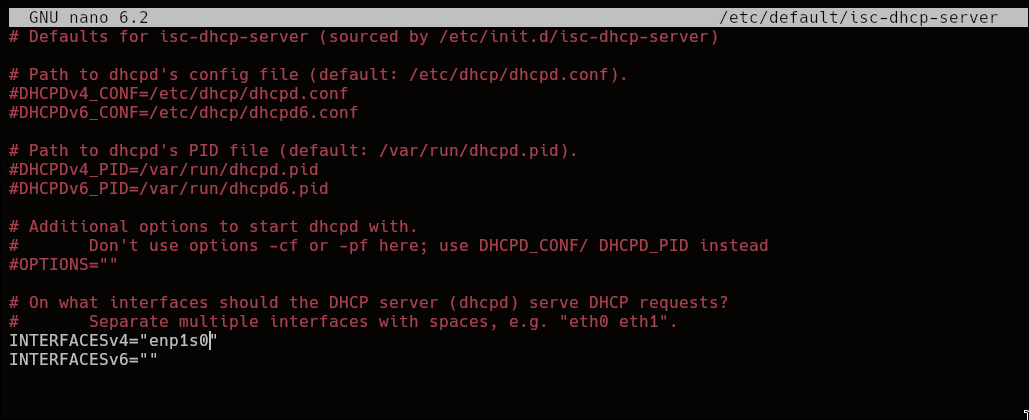 GNU nano 6.2 /etc/default/isc-dhcp-server
# Defaults for isc-dhcp-server (sourced by /etc/init.d/isc-dhcp-server)
# Path to dhcpd's config file (default: /etc/dhcp/dhcpd.conf).
#DHCPDv4_CONF=/etc/dhcp/dhcpd.conf
#DHCPDv6_CONF=/etc/dhcp/dhcpd6.conf
# Path to dhcpd's PID file (default: /var/run/dhcpd.pid).
#DHCPDv4_PID=/var/run/dhcpd.pid
#DHCPDv6_PID=/var/run/dhcpd6.pid
# Additional options to start dhcpd with.
#       Don't use options -cf or -pf here; use DHCPD_CONF/ DHCPD_PID instead
#OPTIONS=""
# On what interfaces should the DHCP server (dhcpd) serve DHCP requests?
#       Separate multiple interfaces with spaces, e.g. "eth0 eth1".
INTERFACESv4="enp1s0"
INTERFACESv6=""